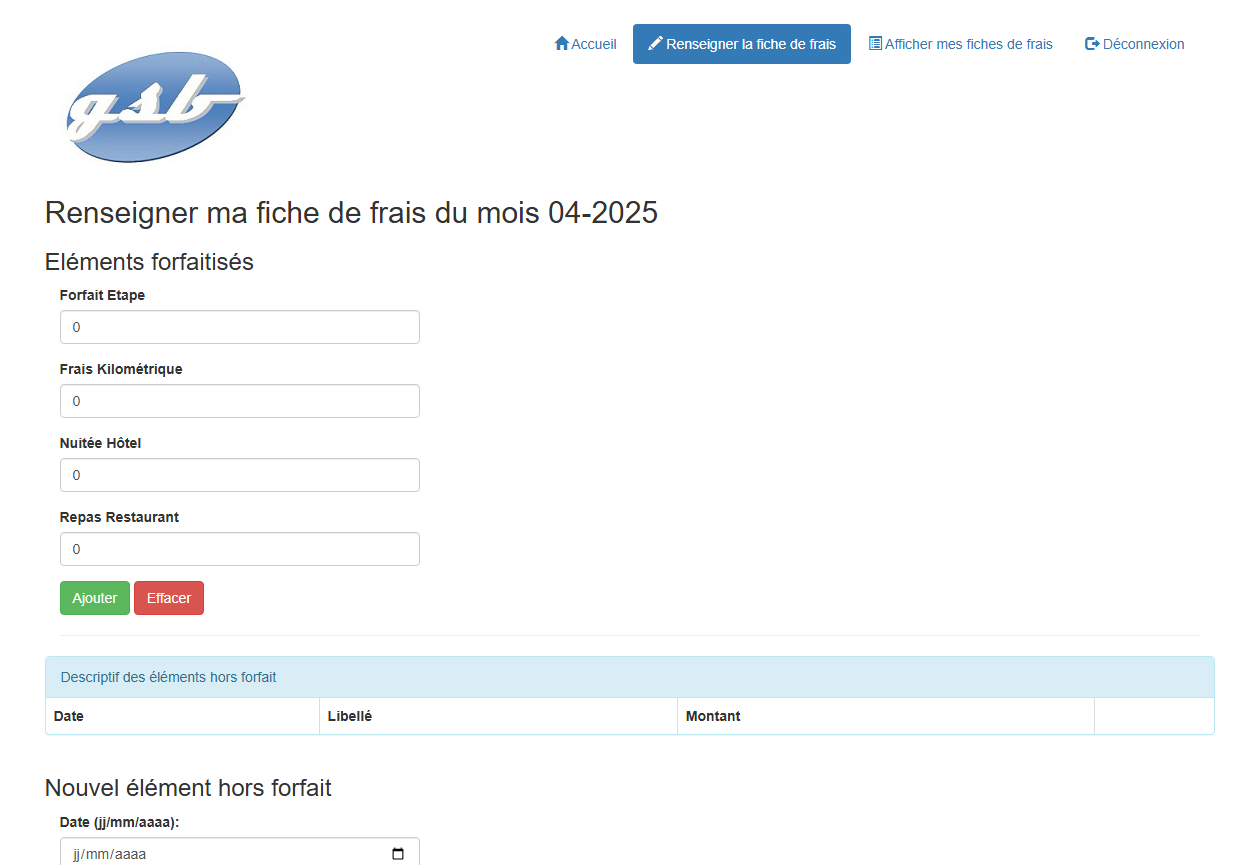 Accueil Renseigner la fiche de frais Afficher mes fiches de frais Déconnexion
gsb
Renseigner ma fiche de frais du mois 04-2025
Eléments forfaitisés
Forfait Etape
0
Frais Kilométrique
0
Nuitée Hôtel
0
Repas Restaurant
0
Ajouter Effacer
Descriptif des éléments hors forfait
Date Libellé Montant
Nouvel élément hors forfait
Date (jj/mm/aaaa):
jj/mm/aaaa